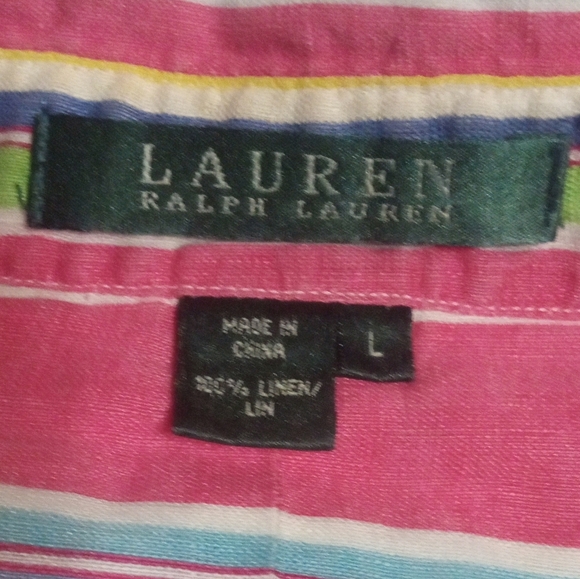 LAUREN
RALPH LAUREN
MADE IN
CHINA
L
100% LINEN/
LIN